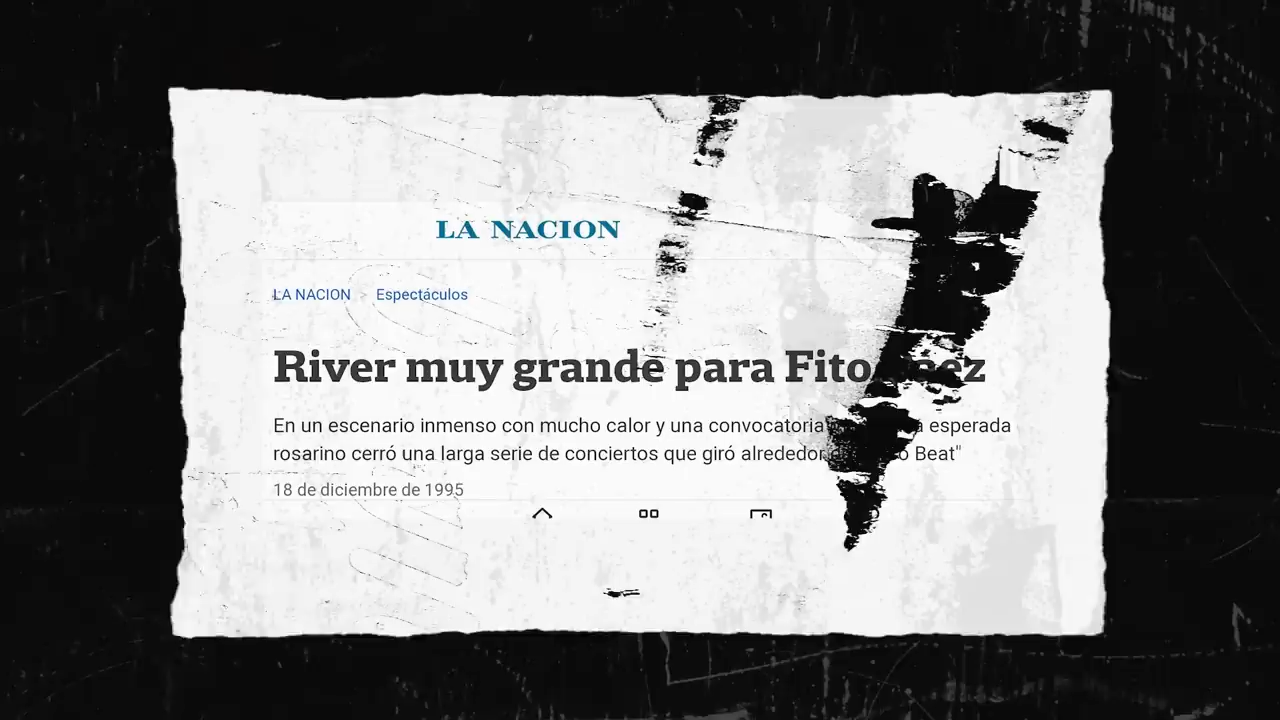 LA NACION
LA NACION > Espectáculos
River muy grande para Fito Páez
En un escenario inmenso con mucho calor y una convocatoria esperada
rosarino cerró una larga serie de conciertos que giró alrededor Beat"
18 de diciembre de 1995